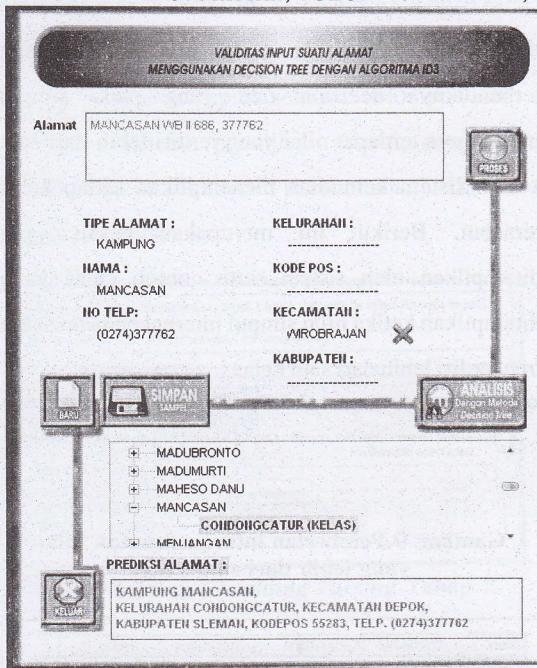 VALIDITAS INPUT SUATU ALAMAT
MENGGUNAKAN DECISION TREE DENGAN ALGORITMA ID3
Alamat
MANCASAN WB II 686, 377762
PROSES
TIPE ALAMAT :
KAMPUNG
NAMA :
MANCASAN
NO TELP:
(0274)377762
KELURAHAN :
----------------
KODE POS :
----------------
KECAMATAN :
WIROBRAJAN
KABUPATEN :
----------------
BARU
SIMPAN
SAMPEL
ANALISIS
Dengan Metode
Decision Tree
MADUBRONTO
MADUMURTI
MAHESO DANU
MANCASAN
CONDONGCATUR (KELAS)
MENJANGAN
PREDIKSI ALAMAT :
KELUAR
KAMPUNG MANCASAN,
KELURAHAN CONDONGCATUR, KECAMATAN DEPOK,
KABUPATEN SLEMAN, KODEPOS 55283, TELP. (0274)377762